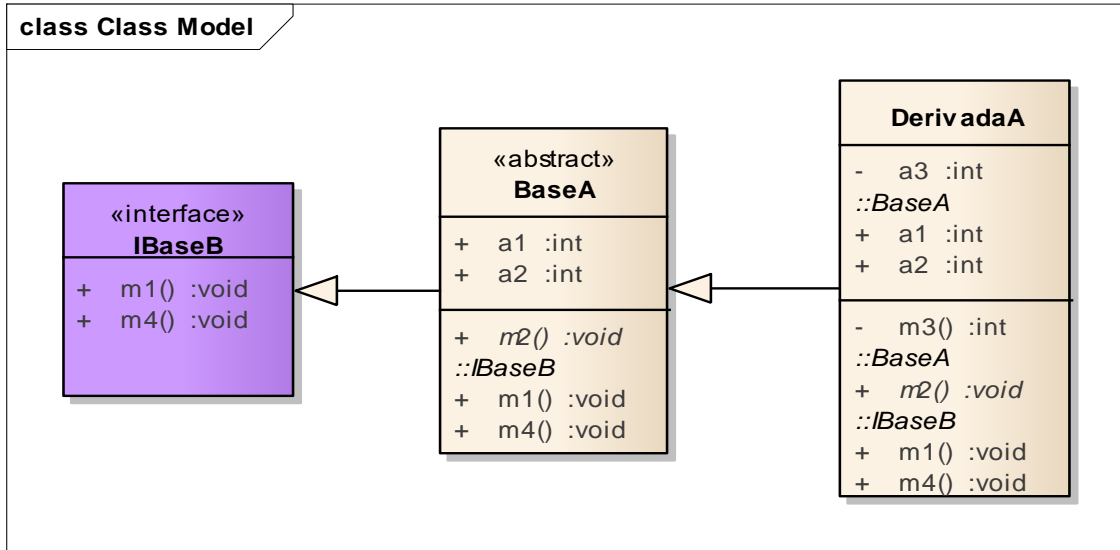 class Class Model
«interface»
IBaseB
+ m1() :void
+ m4() :void
«abstract»
BaseA
+ a1 :int
+ a2 :int
+ m2() :void
::IBaseB
+ m1() :void
+ m4() :void
DerivadaA
- a3 :int
::BaseA
+ a1 :int
+ a2 :int
- m3() :int
::BaseA
+ m2() :void
::IBaseB
+ m1() :void
+ m4() :void